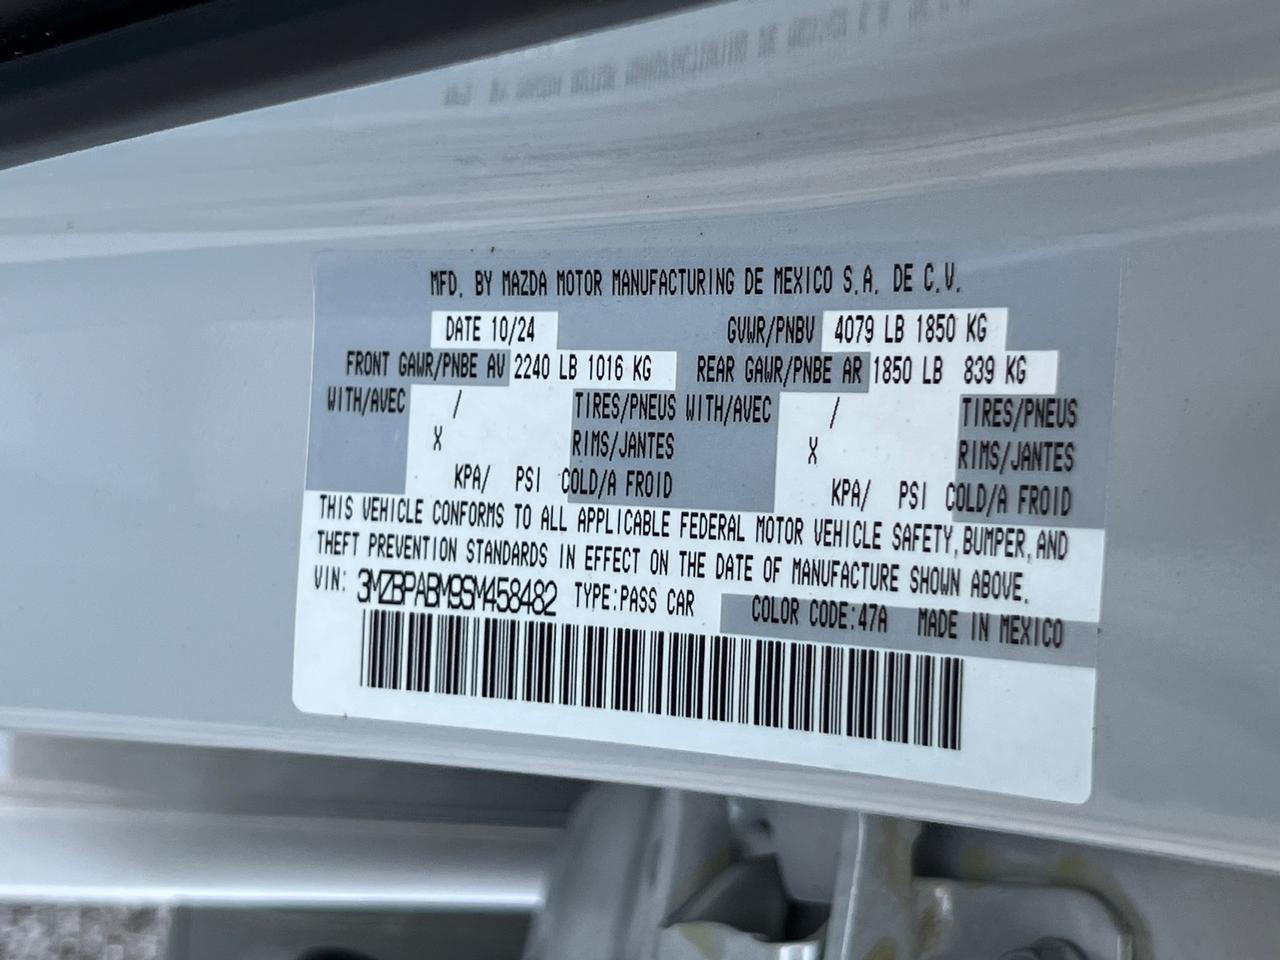 MFD. BY MAZDA MOTOR MANUFACTURING DE MEXICO S.A. DE C.V.
DATE 10/24 GVWR/PNBV 4079 LB 1850 KG
FRONT GAWR/PNBE AV 2240 LB 1016 KG REAR GAWR/PNBE AR 1850 LB 839 KG
WITH/AVEC / TIRES/PNEUS WITH/AVEC / TIRES/PNEUS
X RIMS/JANTES X RIMS/JANTES
KPA/ PSI COLD/A FROID KPA/ PSI COLD/A FROID
THIS VEHICLE CONFORMS TO ALL APPLICABLE FEDERAL MOTOR VEHICLE SAFETY, BUMPER, AND
THEFT PREVENTION STANDARDS IN EFFECT ON THE DATE OF MANUFACTURE SHOWN ABOVE.
VIN: 3MZBPABM9SM458482 TYPE:PASS CAR COLOR CODE:47A MADE IN MEXICO